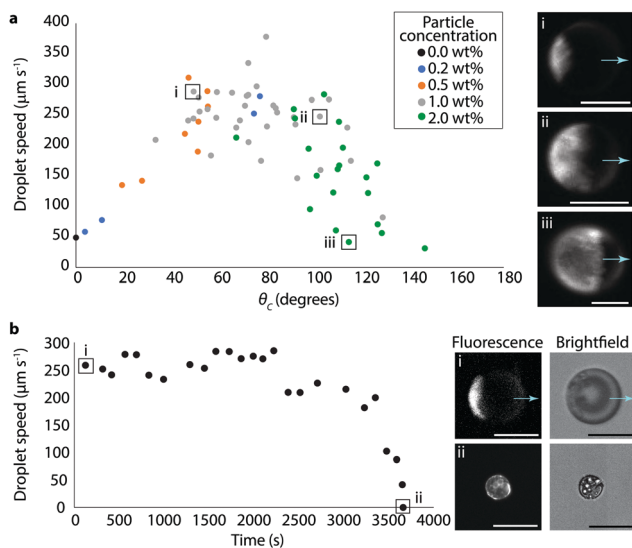 a
Droplet speed (μm s⁻¹)
400
350
300
250
200
150
100
50
0
0 20 40 60 80 100 120 140 160 180
θC (degrees)
i
ii
iii
Particle
concentration
0.0 wt%
0.2 wt%
0.5 wt%
1.0 wt%
2.0 wt%
i
ii
iii
b
Droplet speed (μm s⁻¹)
300
250
200
150
100
50
0
0 500 1000 1500 2000 2500 3000 3500 4000
Time (s)
i
ii
Fluorescence Brightfield
i
ii